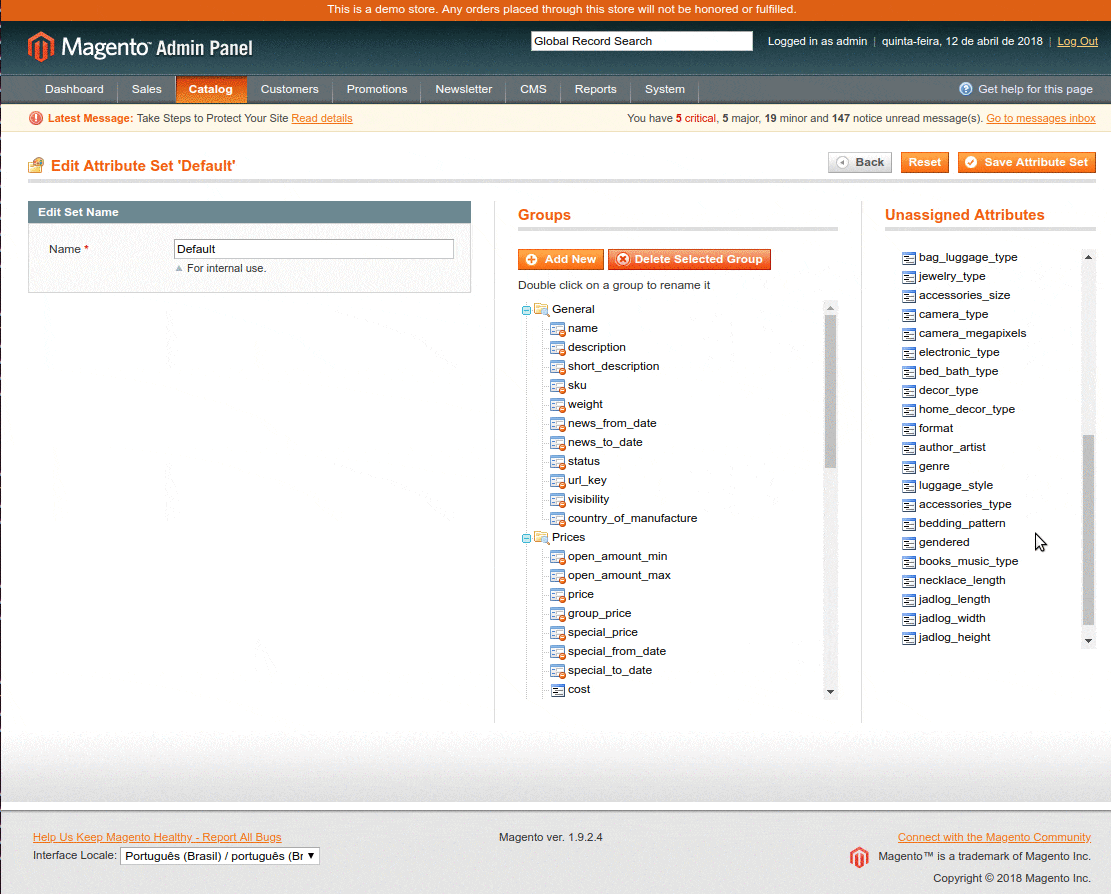 This is a demo store. Any orders placed through this store will not be honored or fulfilled.
Magento™ Admin Panel
Global Record Search
Logged in as admin | quinta-feira, 12 de abril de 2018 | Log Out
Dashboard Sales Catalog Customers Promotions Newsletter CMS Reports System Get help for this page
Latest Message: Take Steps to Protect Your Site Read details
You have 5 critical, 5 major, 19 minor and 147 notice unread message(s). Go to messages inbox
Edit Attribute Set 'Default'
Back Reset Save Attribute Set
Edit Set Name
Name *
Default
For internal use.
Groups
Add New Delete Selected Group
Double click on a group to rename it
General
name
description
short_description
sku
weight
news_from_date
news_to_date
status
url_key
visibility
country_of_manufacture
Prices
open_amount_min
open_amount_max
price
group_price
special_price
special_from_date
special_to_date
cost
Unassigned Attributes
bag_luggage_type
jewelry_type
accessories_size
camera_type
camera_megapixels
electronic_type
bed_bath_type
decor_type
home_decor_type
format
author_artist
genre
luggage_style
accessories_type
bedding_pattern
gendered
books_music_type
necklace_length
jadlog_length
jadlog_width
jadlog_height
Help Us Keep Magento Healthy - Report All Bugs
Interface Locale: Português (Brasil) / português (Br
Magento ver. 1.9.2.4
Connect with the Magento Community
Magento™ is a trademark of Magento Inc.
Copyright © 2018 Magento Inc.